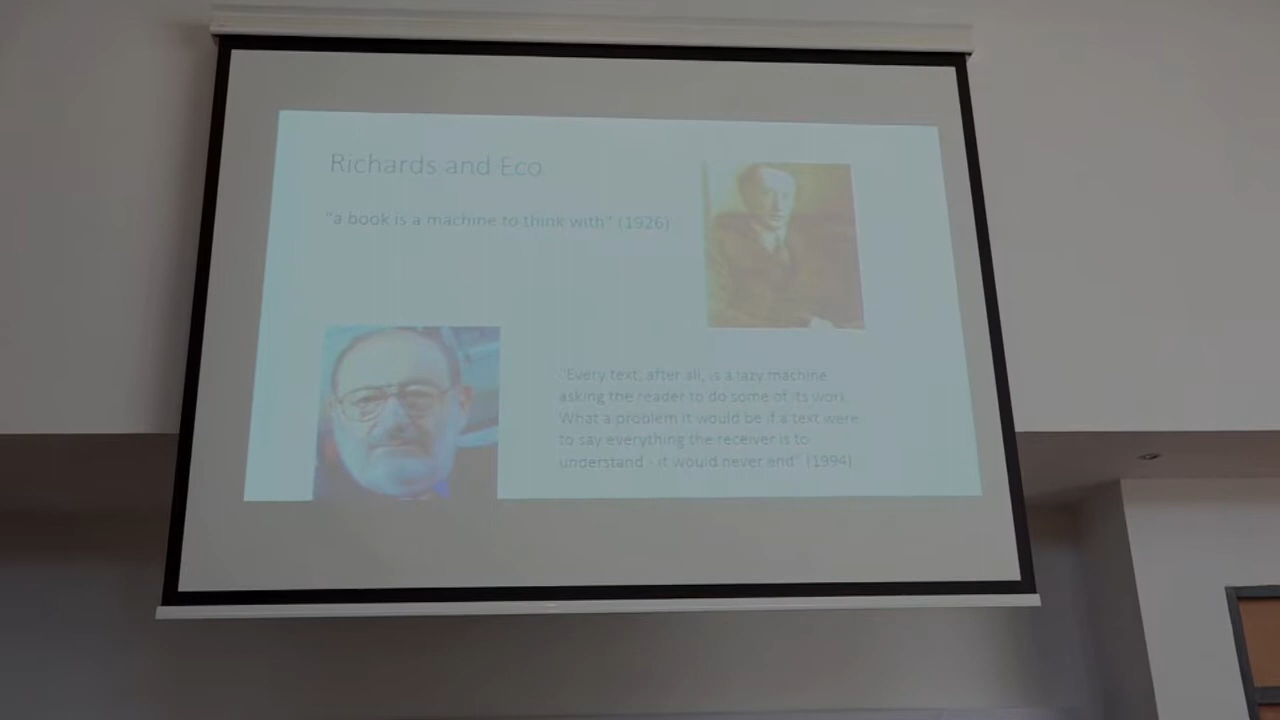 Richards and Eco
"a book is a machine to think with" (1926)
"Every text, after all, is a lazy machine
asking the reader to do some of its work.
What a problem it would be if a text were
to say everything the receiver is to
understand - it would never end" (1994)